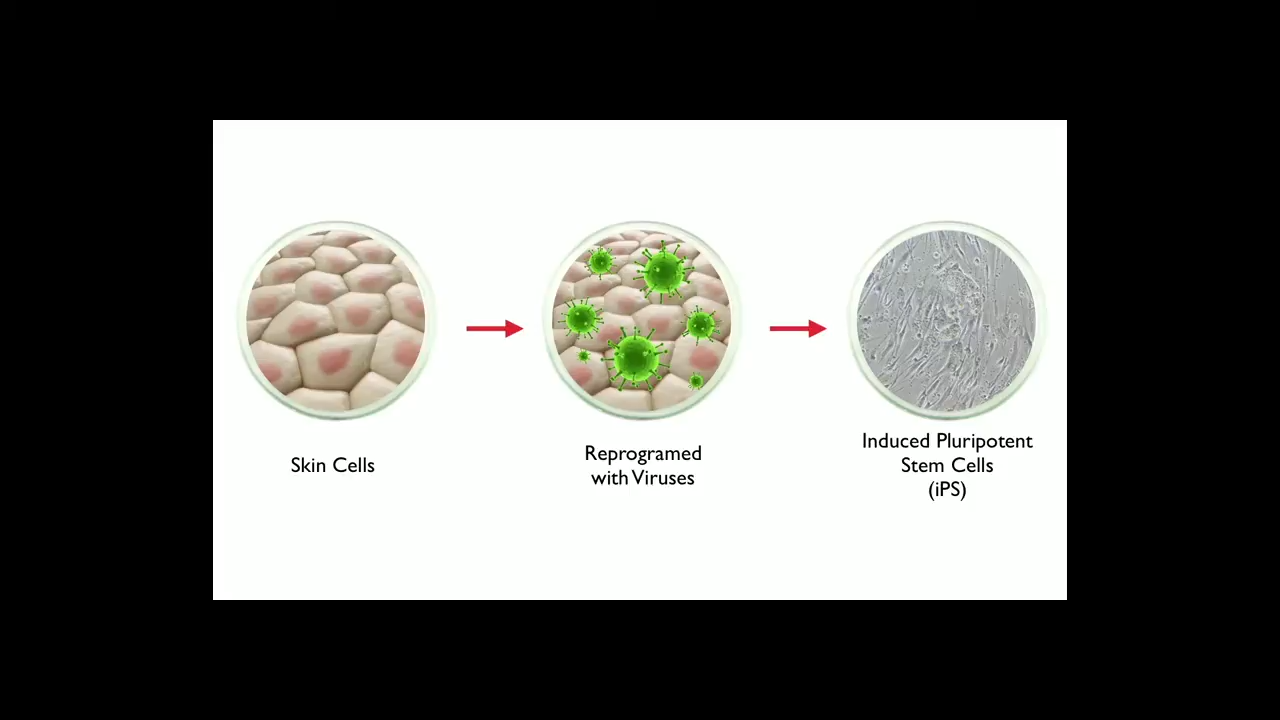 Skin Cells
Reprogramed
with Viruses
Induced Pluripotent
Stem Cells
(iPS)